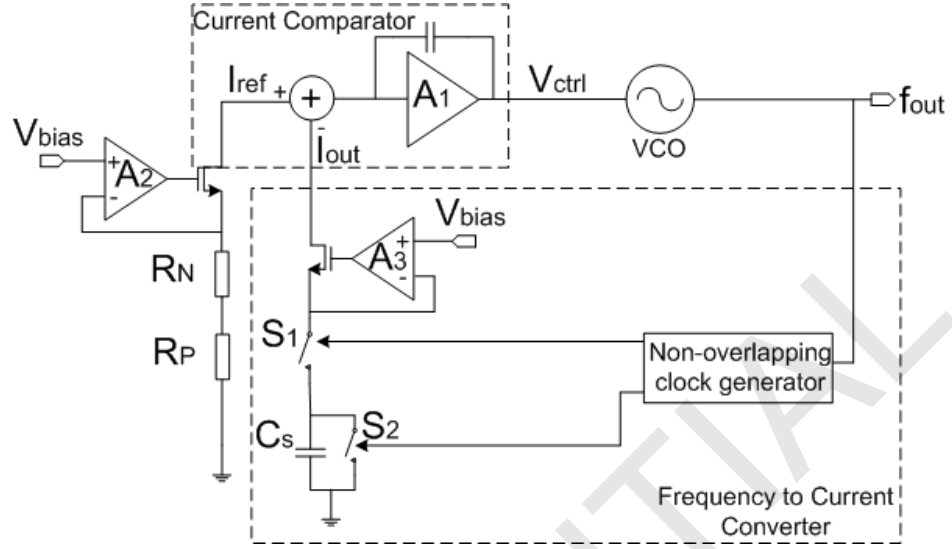 Current Comparator
Iref
+
+
A1
Vctrl
VCO
fout
-
Iout
Vbias
+
A2
-
Vbias
+
A3
-
RN
RP
S1
Non-overlapping
clock generator
S2
Cs
Frequency to Current
Converter